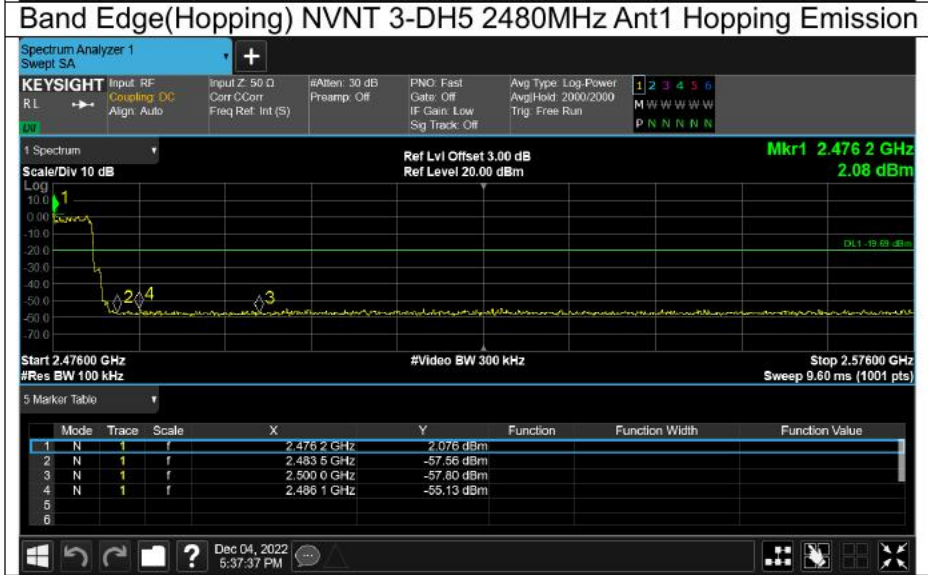 Band Edge(Hopping) NVNT 3-DH5 2480MHz Ant1 Hopping Emission
Spectrum Analyzer 1
Swept SA
+
KEYSIGHT Input: RF Input Z: 50 Ω #Atten: 30 dB PNO: Fast Avg Type: Log-Power 1 2 3 4 5 6
RL Coupling: DC Corr CCorr Preamp: Off Gate: Off Avg|Hold: 2000/2000 M W W W W W
Align: Auto Freq Ref: Int (S) IF Gain: Low Trig: Free Run
Sig Track: Off P N N N N N
1 Spectrum
Ref Lvl Offset 3.00 dB Mkr1 2.476 2 GHz
Scale/Div 10 dB Ref Level 20.00 dBm 2.08 dBm
Log
10.0 1
0.00
-10.0
-20.0 DL1 -19.69 dBm
-30.0
-40.0
-50.0 2 4 3
-60.0
-70.0
Start 2.47600 GHz #Video BW 300 kHz Stop 2.57600 GHz
#Res BW 100 kHz Sweep 9.60 ms (1001 pts)
5 Marker Table
Mode Trace Scale X Y Function Function Width Function Value
1 N 1 f 2.476 2 GHz 2.076 dBm
2 N 1 f 2.483 5 GHz -57.56 dBm
3 N 1 f 2.500 0 GHz -57.80 dBm
4 N 1 f 2.486 1 GHz -55.13 dBm
5
6
? Dec 04, 2022
5:37:37 PM